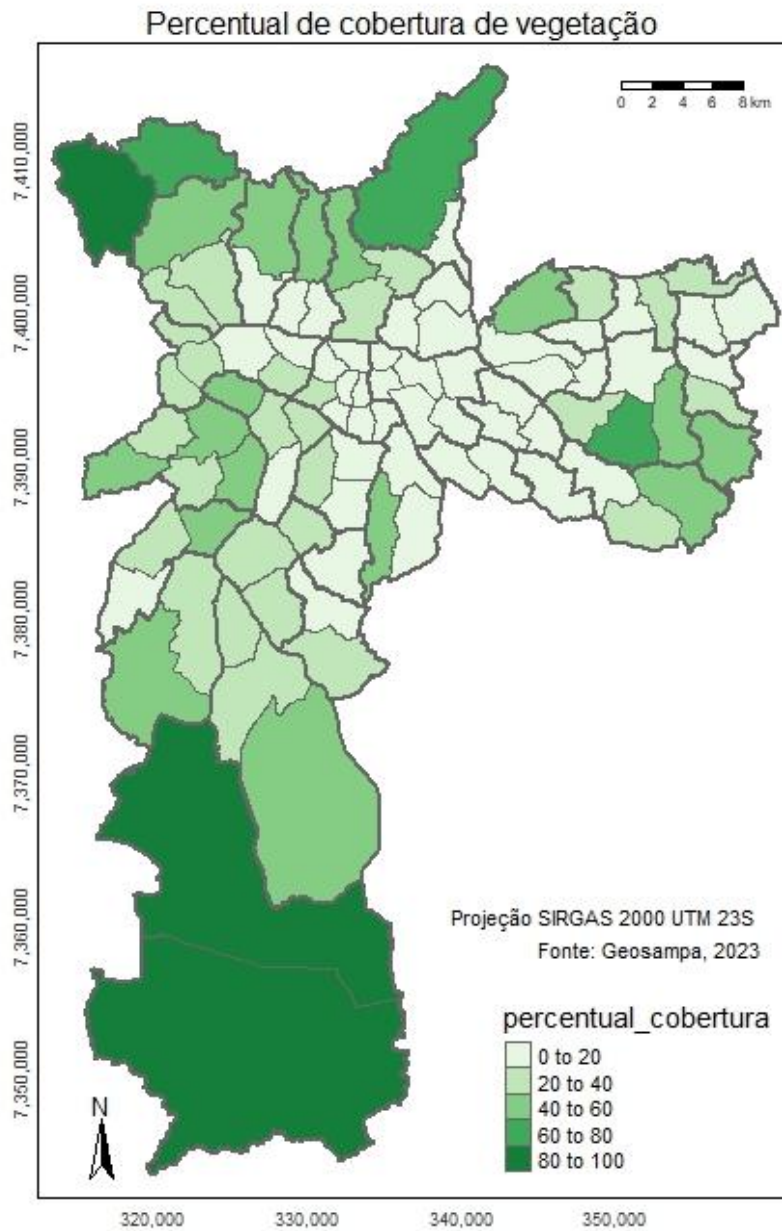 Percentual de cobertura de vegetação
0 2 4 6 8 km
7,410,000
7,400,000
7,390,000
7,380,000
7,370,000
7,360,000
7,350,000
Projeção SIRGAS 2000 UTM 23S
Fonte: Geosampa, 2023
percentual_cobertura
0 to 20
20 to 40
40 to 60
60 to 80
80 to 100
N
320,000 330,000 340,000 350,000